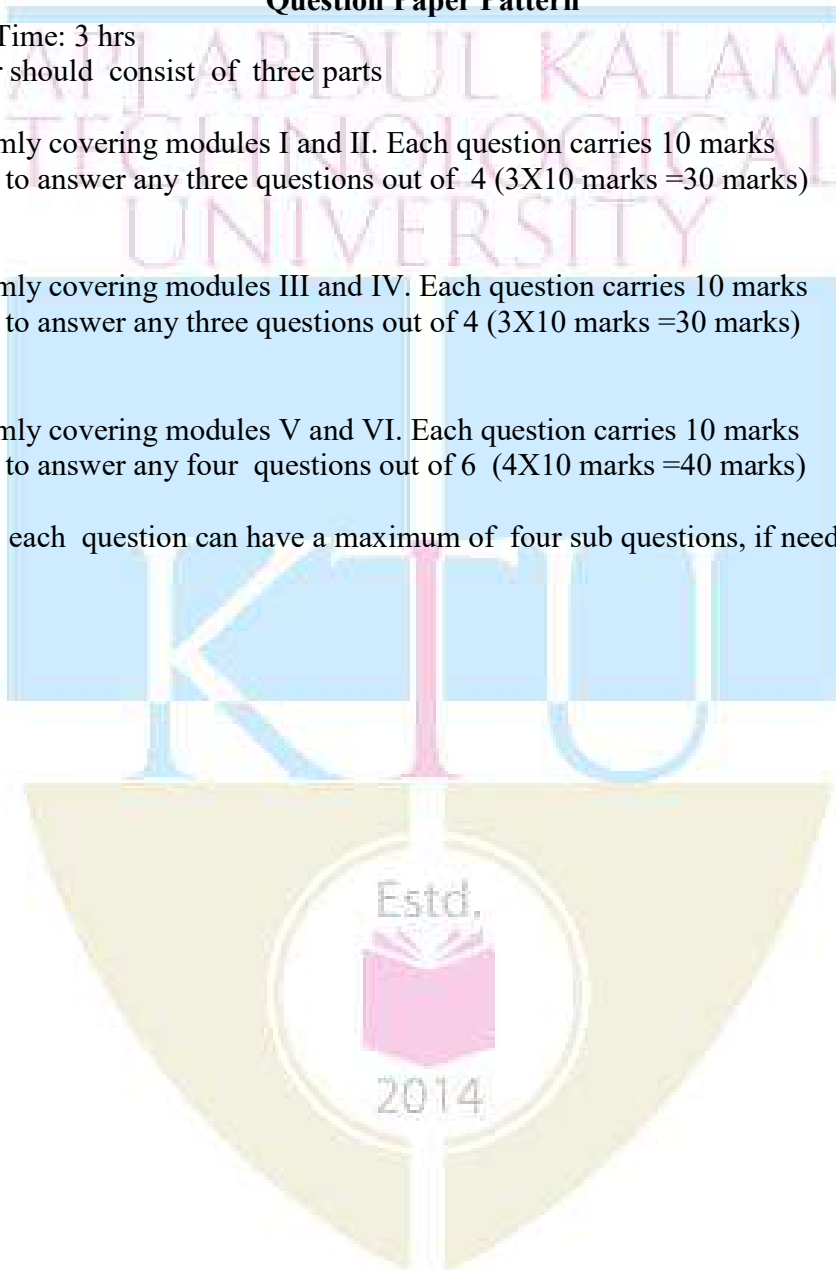 Question Paper Pattern
APJ ABDUL KALAM
Time: 3 hrs
should consist of three parts
TECHNOLOGICAL
covering modules I and II. Each question carries 10 marks
to answer any three questions out of 4 (3X10 marks =30 marks)
UNIVERSITY
covering modules III and IV. Each question carries 10 marks
to answer any three questions out of 4 (3X10 marks =30 marks)
covering modules V and VI. Each question carries 10 marks
to answer any four questions out of 6 (4X10 marks =40 marks)
each question can have a maximum of four sub questions, if need
KTU
Estd.
2014